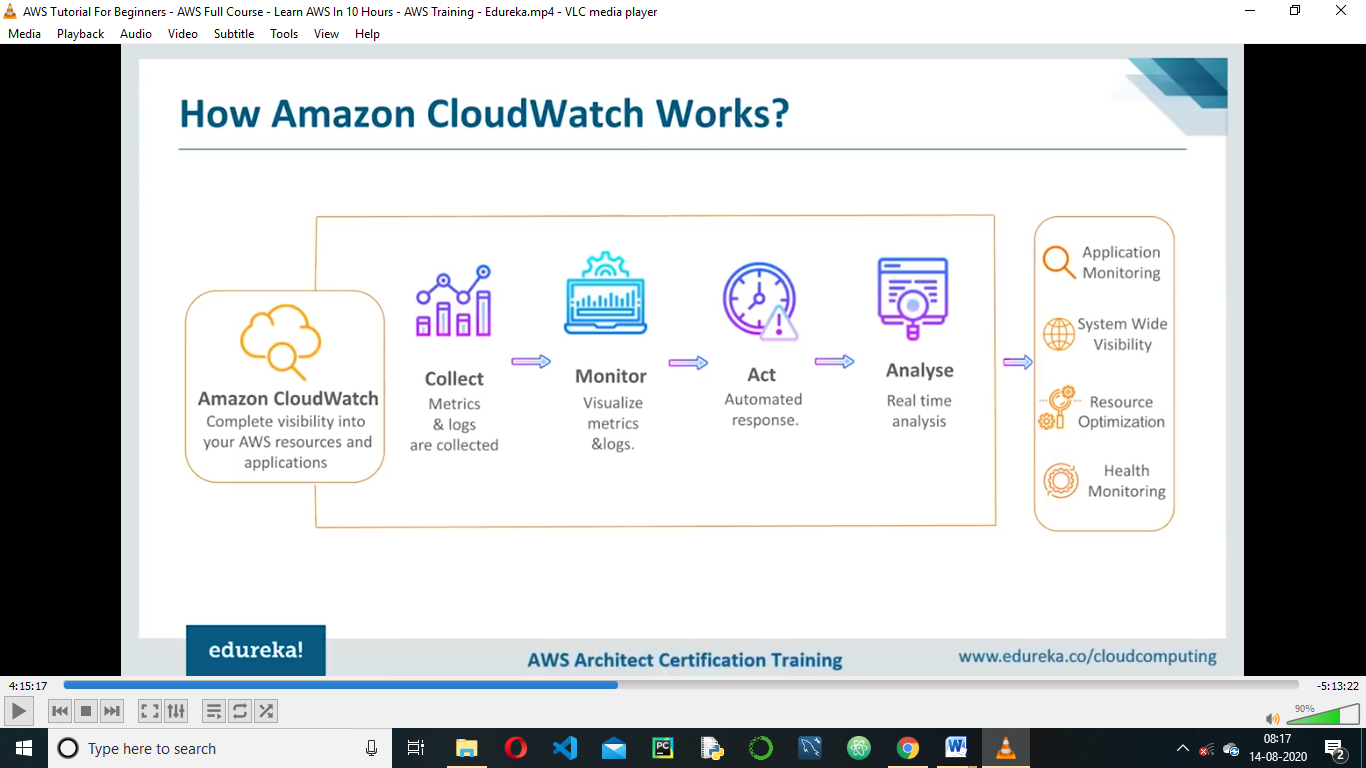 AWS Tutorial For Beginners - AWS Full Course - Learn AWS In 10 Hours - AWS Training - Edureka.mp4 - VLC media player
Media Playback Audio Video Subtitle Tools View Help
How Amazon CloudWatch Works?
Amazon CloudWatch
Complete visibility into
your AWS resources and
applications
Collect
Metrics
& logs
are collected
Monitor
Visualize
metrics
&logs.
Act
Automated
response.
Analyse
Real time
analysis
Application
Monitoring
System Wide
Visibility
Resource
Optimization
Health
Monitoring
edureka!
AWS Architect Certification Training
www.edureka.co/cloudcomputing
4:15:17
-5:13:22
90%
Type here to search
PC
W
08:17
14-08-2020
2